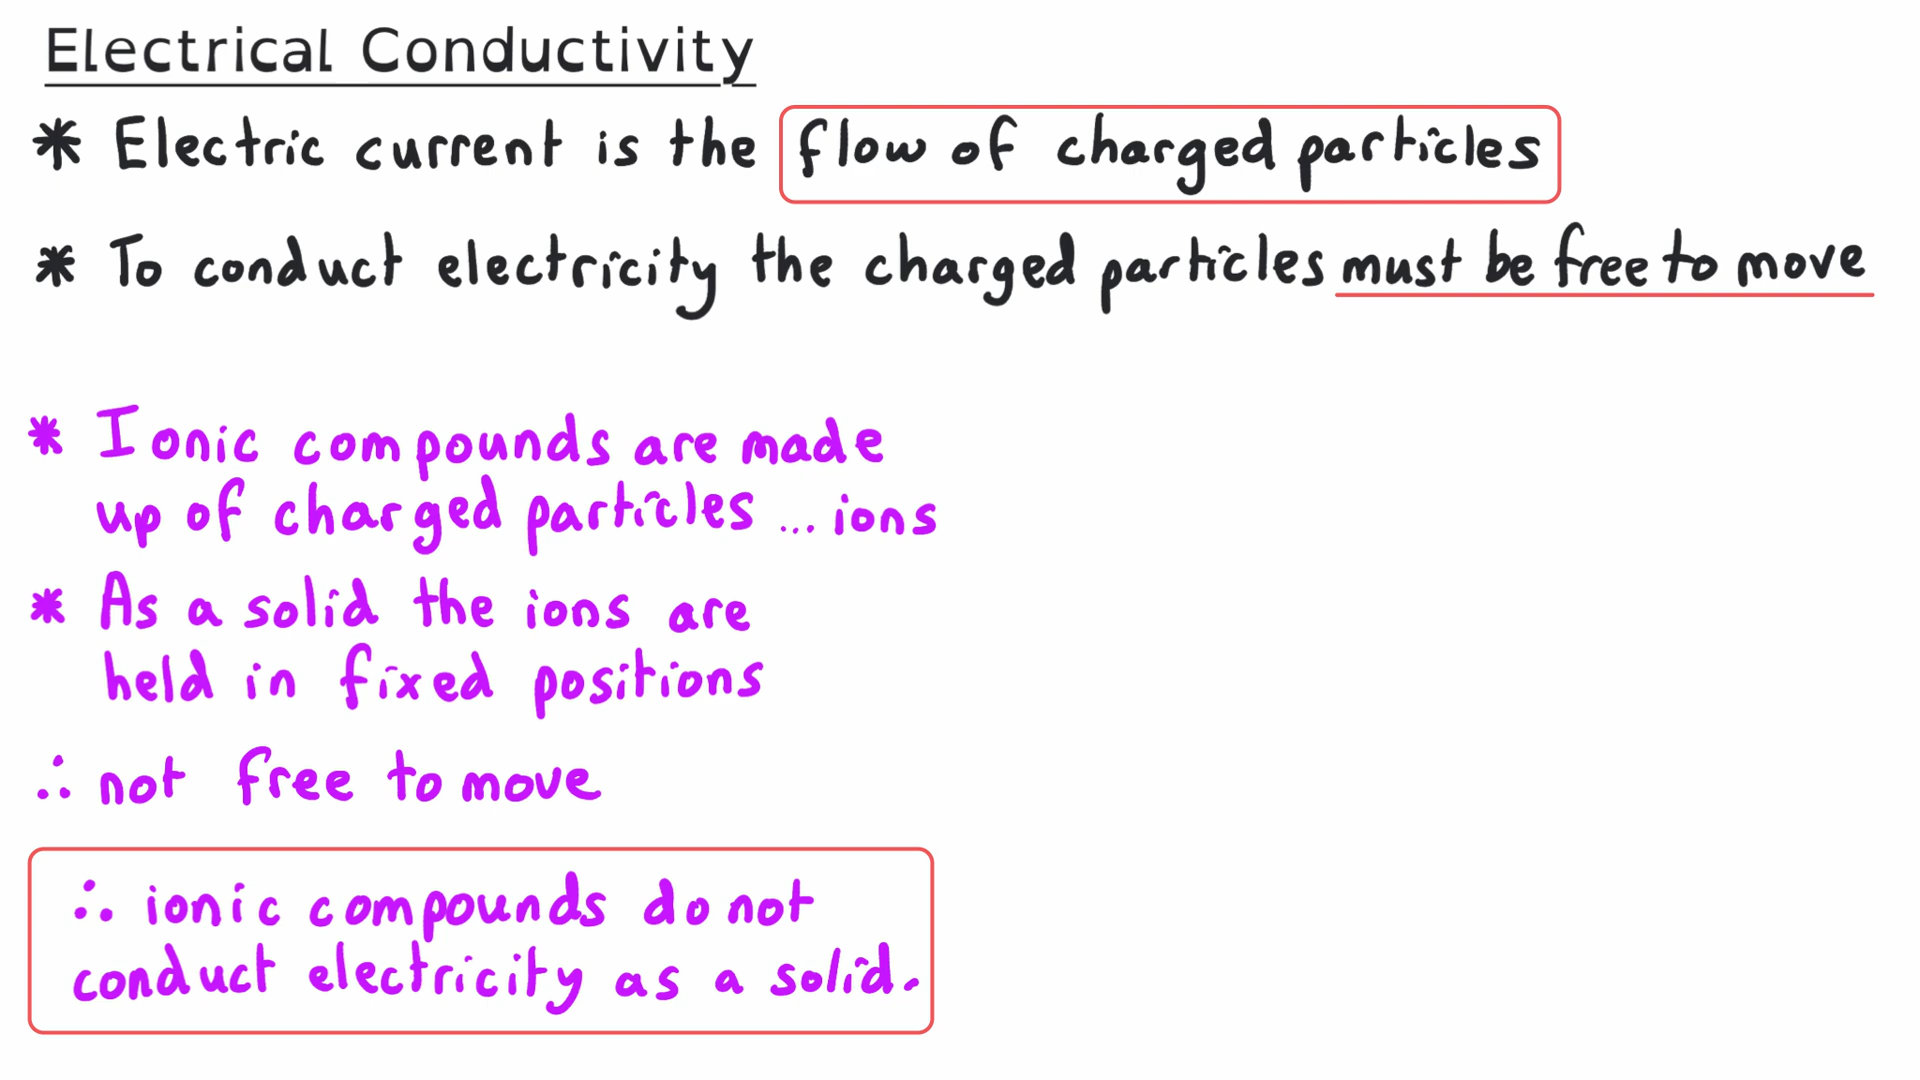 Electrical Conductivity
* Electric current is the flow of charged particles
* To conduct electricity the charged particles must be free to move
* Ionic compounds are made
up of charged particles ... ions
* As a solid the ions are
held in fixed positions
∴ not free to move
∴ ionic compounds do not
conduct electricity as a solid.